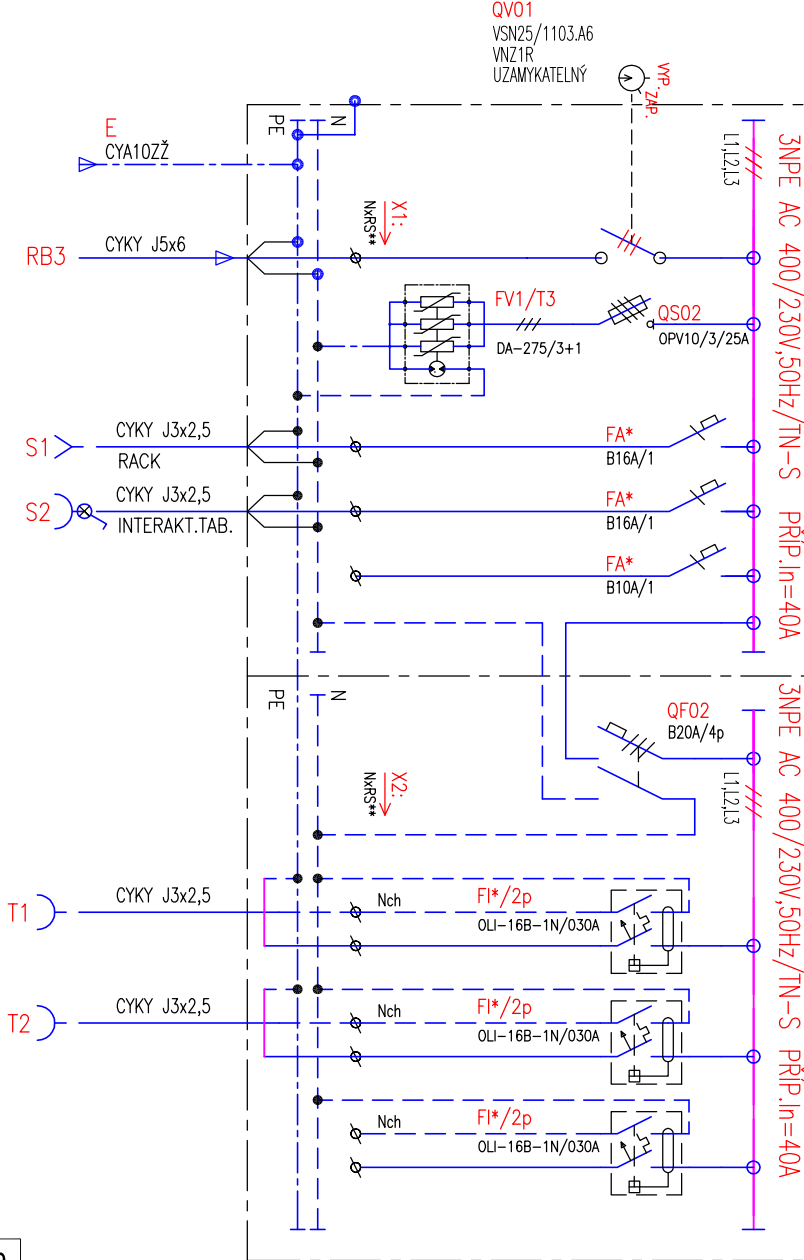 QV01
VSN25/1103.A6
VNZ1R
UZAMYKATELNÝ
VYP.
ZAP.
PE
N
L1,L2,L3
3NPE AC 400/230V,50Hz/TN-S PŘÍP.In=40A
E
CYA10ZŽ
X1:
NxRS**
RB3
CYKY J5x6
FV1/T3
DA-275/3+1
QS02
OPV10/3/25A
S1
CYKY J3x2,5
RACK
FA*
B16A/1
S2
CYKY J3x2,5
INTERAKT.TAB.
FA*
B16A/1
FA*
B10A/1
PE
N
QF02
B20A/4p
L1,L2,L3
3NPE AC 400/230V,50Hz/TN-S PŘÍP.In=40A
X2:
NxRS**
T1
CYKY J3x2,5
Nch
FI*/2p
OLI-16B-1N/030A
T2
CYKY J3x2,5
Nch
FI*/2p
OLI-16B-1N/030A
Nch
FI*/2p
OLI-16B-1N/030A